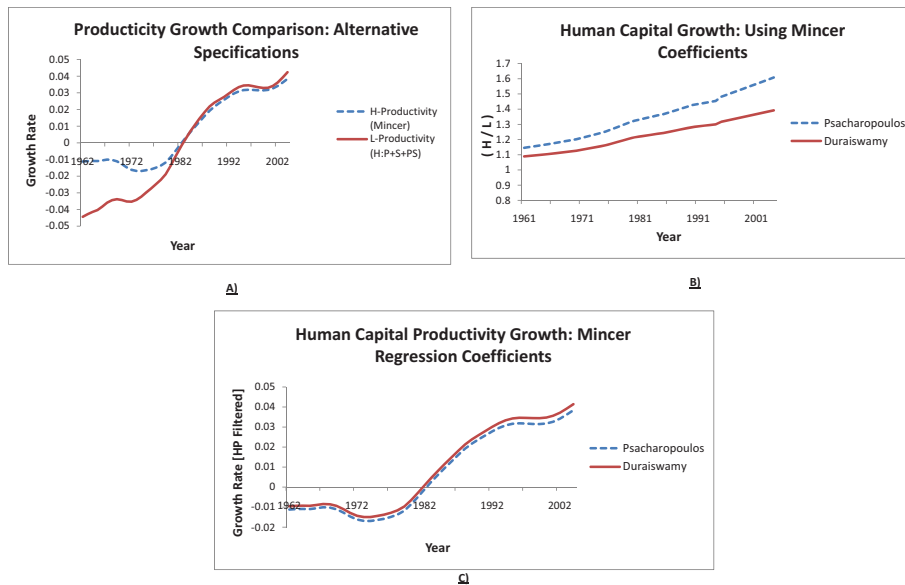 Producticity Growth Comparison: Alternative
Specifications
0.05
0.04
0.03
0.02
0.01
0
-0.01
-0.02
-0.03
-0.04
-0.05
1962
1972
1982
1992
2002
Growth Rate
Year
H-Productivity
(Mincer)
L-Productivity
(H:P+S+PS)
A)
Human Capital Growth: Using Mincer
Coefficients
1.7
1.6
1.5
1.4
1.3
1.2
1.1
1
0.9
0.8
1961
1971
1981
1991
2001
( H / L )
Year
Psacharopoulos
Duraiswamy
B)
Human Capital Productivity Growth: Mincer
Regression Coefficients
0.05
0.04
0.03
0.02
0.01
0
-0.01
-0.02
1962
1972
1982
1992
2002
Growth Rate [HP Filtered]
Year
Psacharopoulos
Duraiswamy
C)